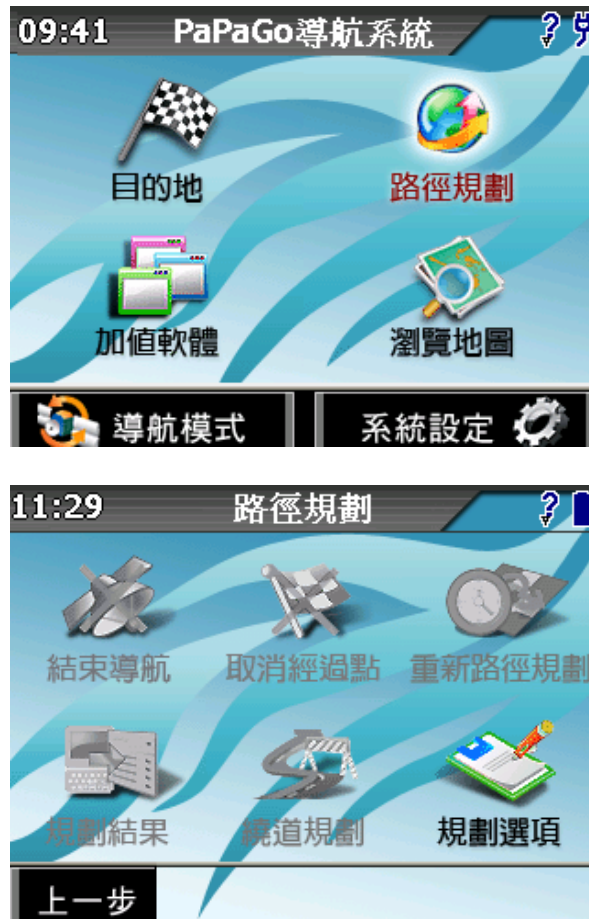 09:41 PaPaGo導航系統 ?
目的地 路徑規劃
加值軟體 瀏覽地圖
導航模式 系統設定
11:29 路徑規劃 ?
結束導航 取消經過點 重新路徑規劃
規劃結果 繞道規劃 規劃選項
上一步